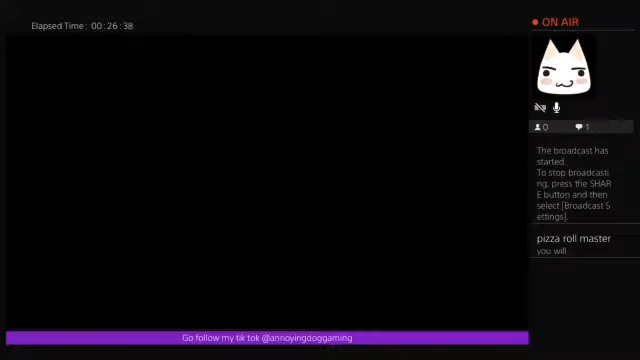 Elapsed Time : 00:26:38
ON AIR
0
1
The broadcast has
started.
To stop broadcasti
ng, press the SHAR
E button and then
select [Broadcast S
ettings].
pizza roll master
you will
Go follow my tik tok @annoyingdoggaming